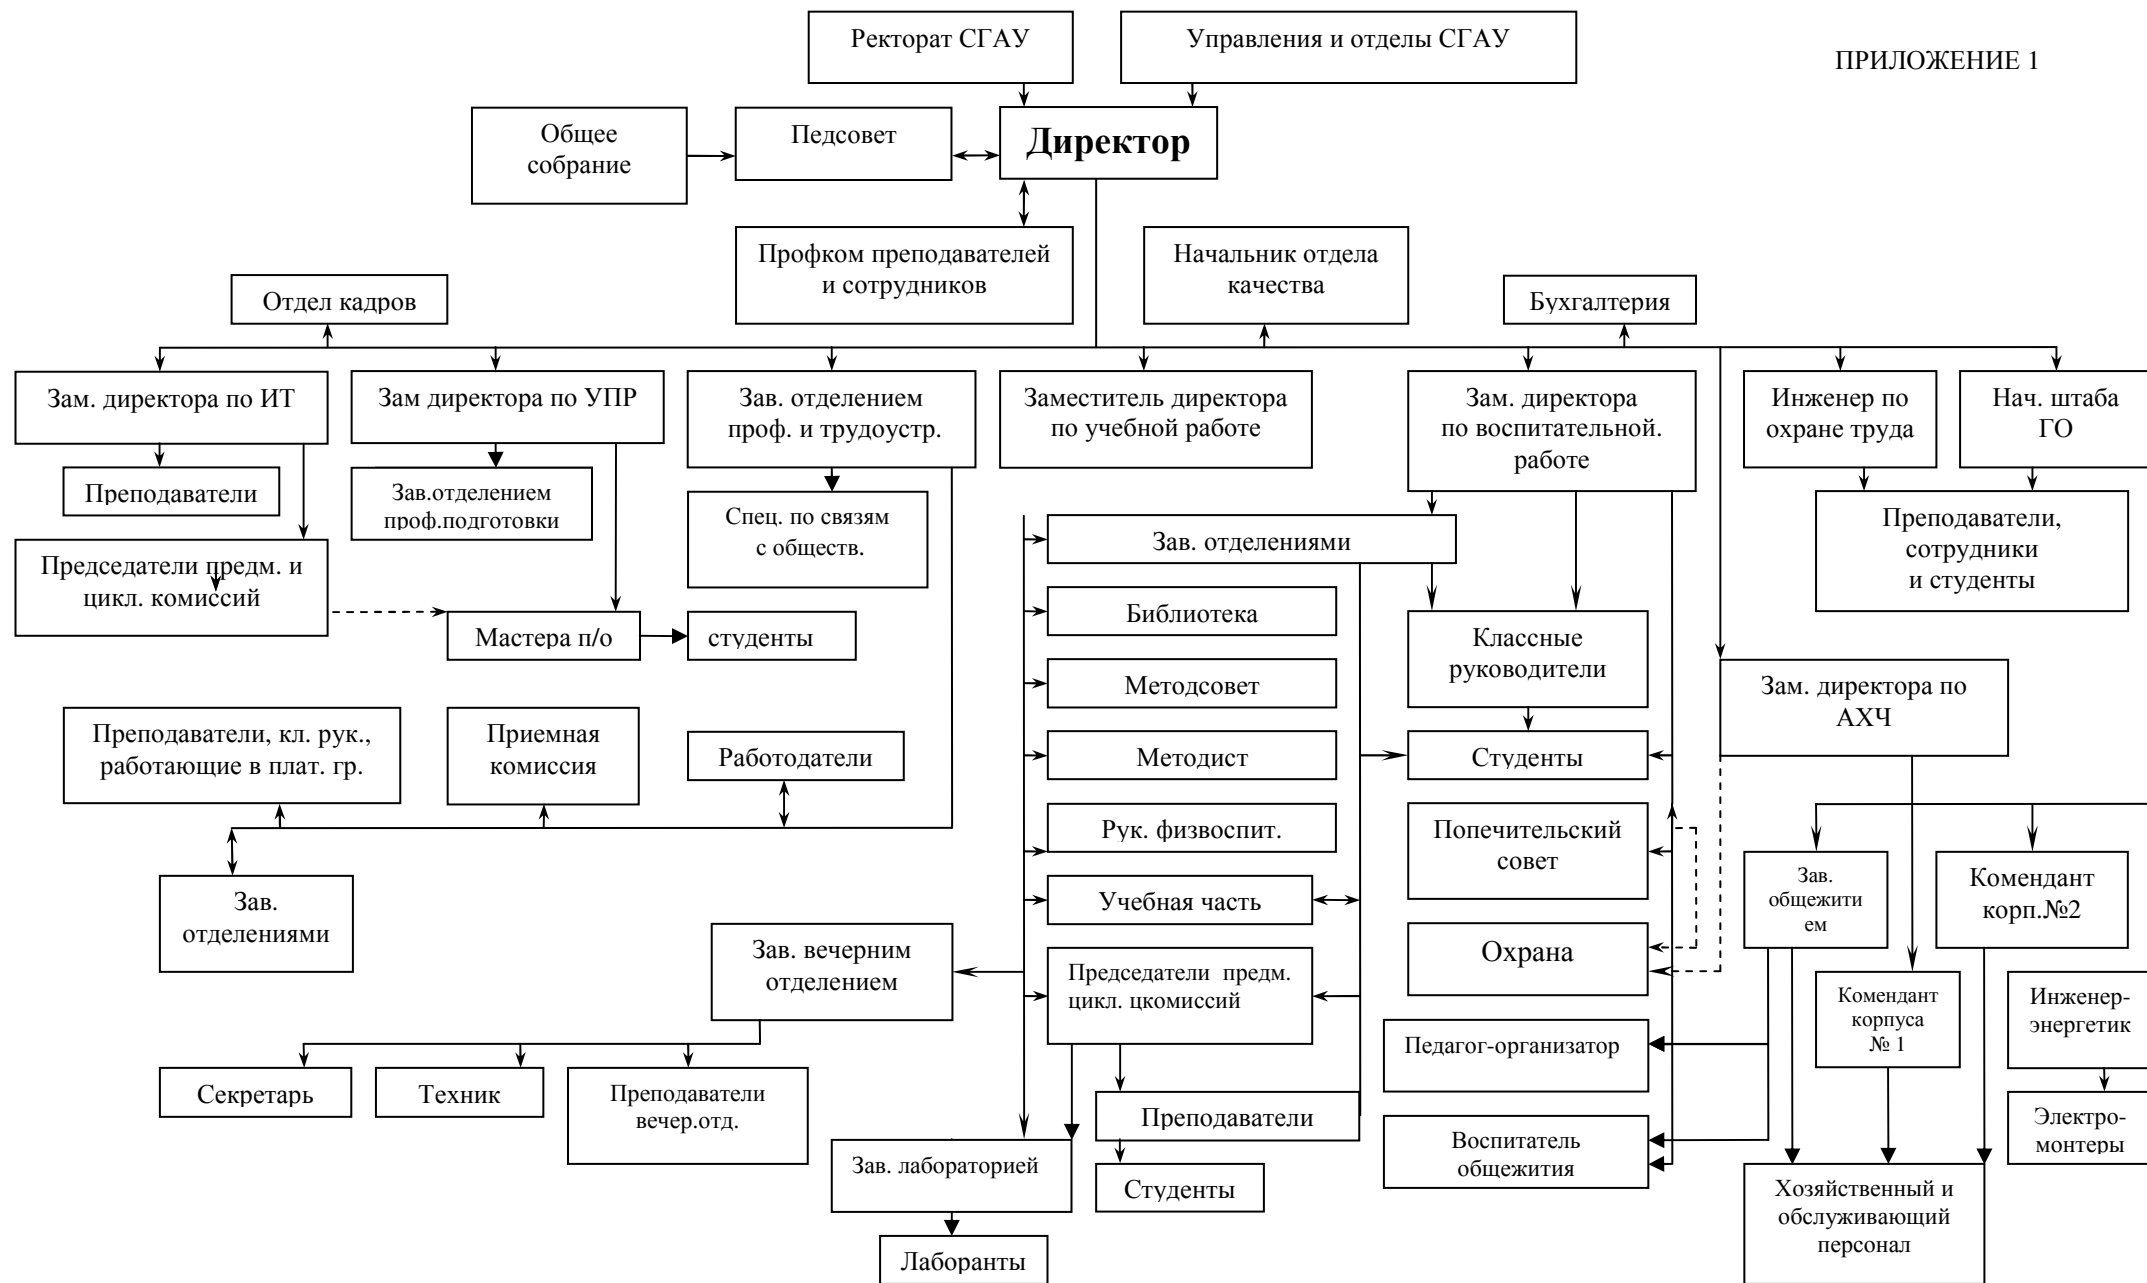 Ректорат СГАУ
Управления и отделы СГАУ
ПРИЛОЖЕНИЕ 1
Общее
собрание
Педсовет
Директор
Профком преподавателей
и сотрудников
Начальник отдела
качества
Отдел кадров
Бухгалтерия
Зам. директора по ИТ
Зам директора по УПР
Зав. отделением
проф. и трудоустр.
Заместитель директора
по учебной работе
Зам. директора
по воспитательной.
работе
Инженер по
охране труда
Нач. штаба
ГО
Преподаватели
Зав.отделением
проф.подготовки
Спец. по связям
с обществ.
Зав. отделениями
Преподаватели,
сотрудники
и студенты
Председатели предм. и
цикл. комиссий
Мастера п/о
студенты
Библиотека
Классные
руководители
Методсовет
Зам. директора по
АХЧ
Преподаватели, кл. рук.,
работающие в плат. гр.
Приемная
комиссия
Работодатели
Методист
Студенты
Рук. физвоспит.
Попечительский
совет
Зав.
общежити
ем
Комендант
корп.№2
Зав.
отделениями
Учебная часть
Зав. вечерним
отделением
Охрана
Председатели предм.
цикл. цкомиссий
Комендант
корпуса
№ 1
Инженер-
энергетик
Педагог-организатор
Секретарь
Техник
Преподаватели
вечер.отд.
Преподаватели
Электро-
монтеры
Зав. лабораторией
Воспитатель
общежития
Студенты
Хозяйственный и
обслуживающий
персонал
Лаборанты